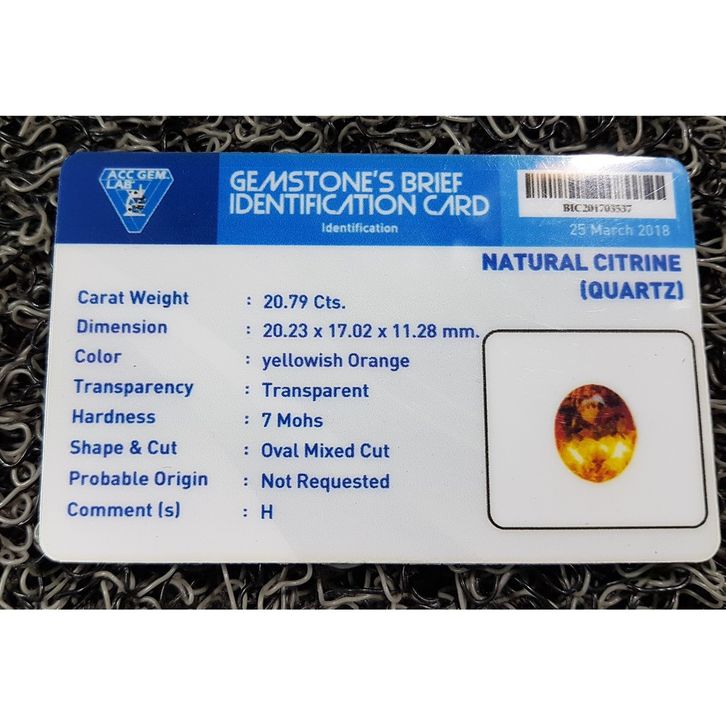 ACC GEM
LAB
GEMSTONE'S BRIEF
IDENTIFICATION CARD
Identification
BIC201703537
25 March 2018
NATURAL CITRINE
(QUARTZ)
Carat Weight : 20.79 Cts.
Dimension : 20.23 x 17.02 x 11.28 mm.
Color : yellowish Orange
Transparency : Transparent
Hardness : 7 Mohs
Shape & Cut : Oval Mixed Cut
Probable Origin : Not Requested
Comment (s) : H